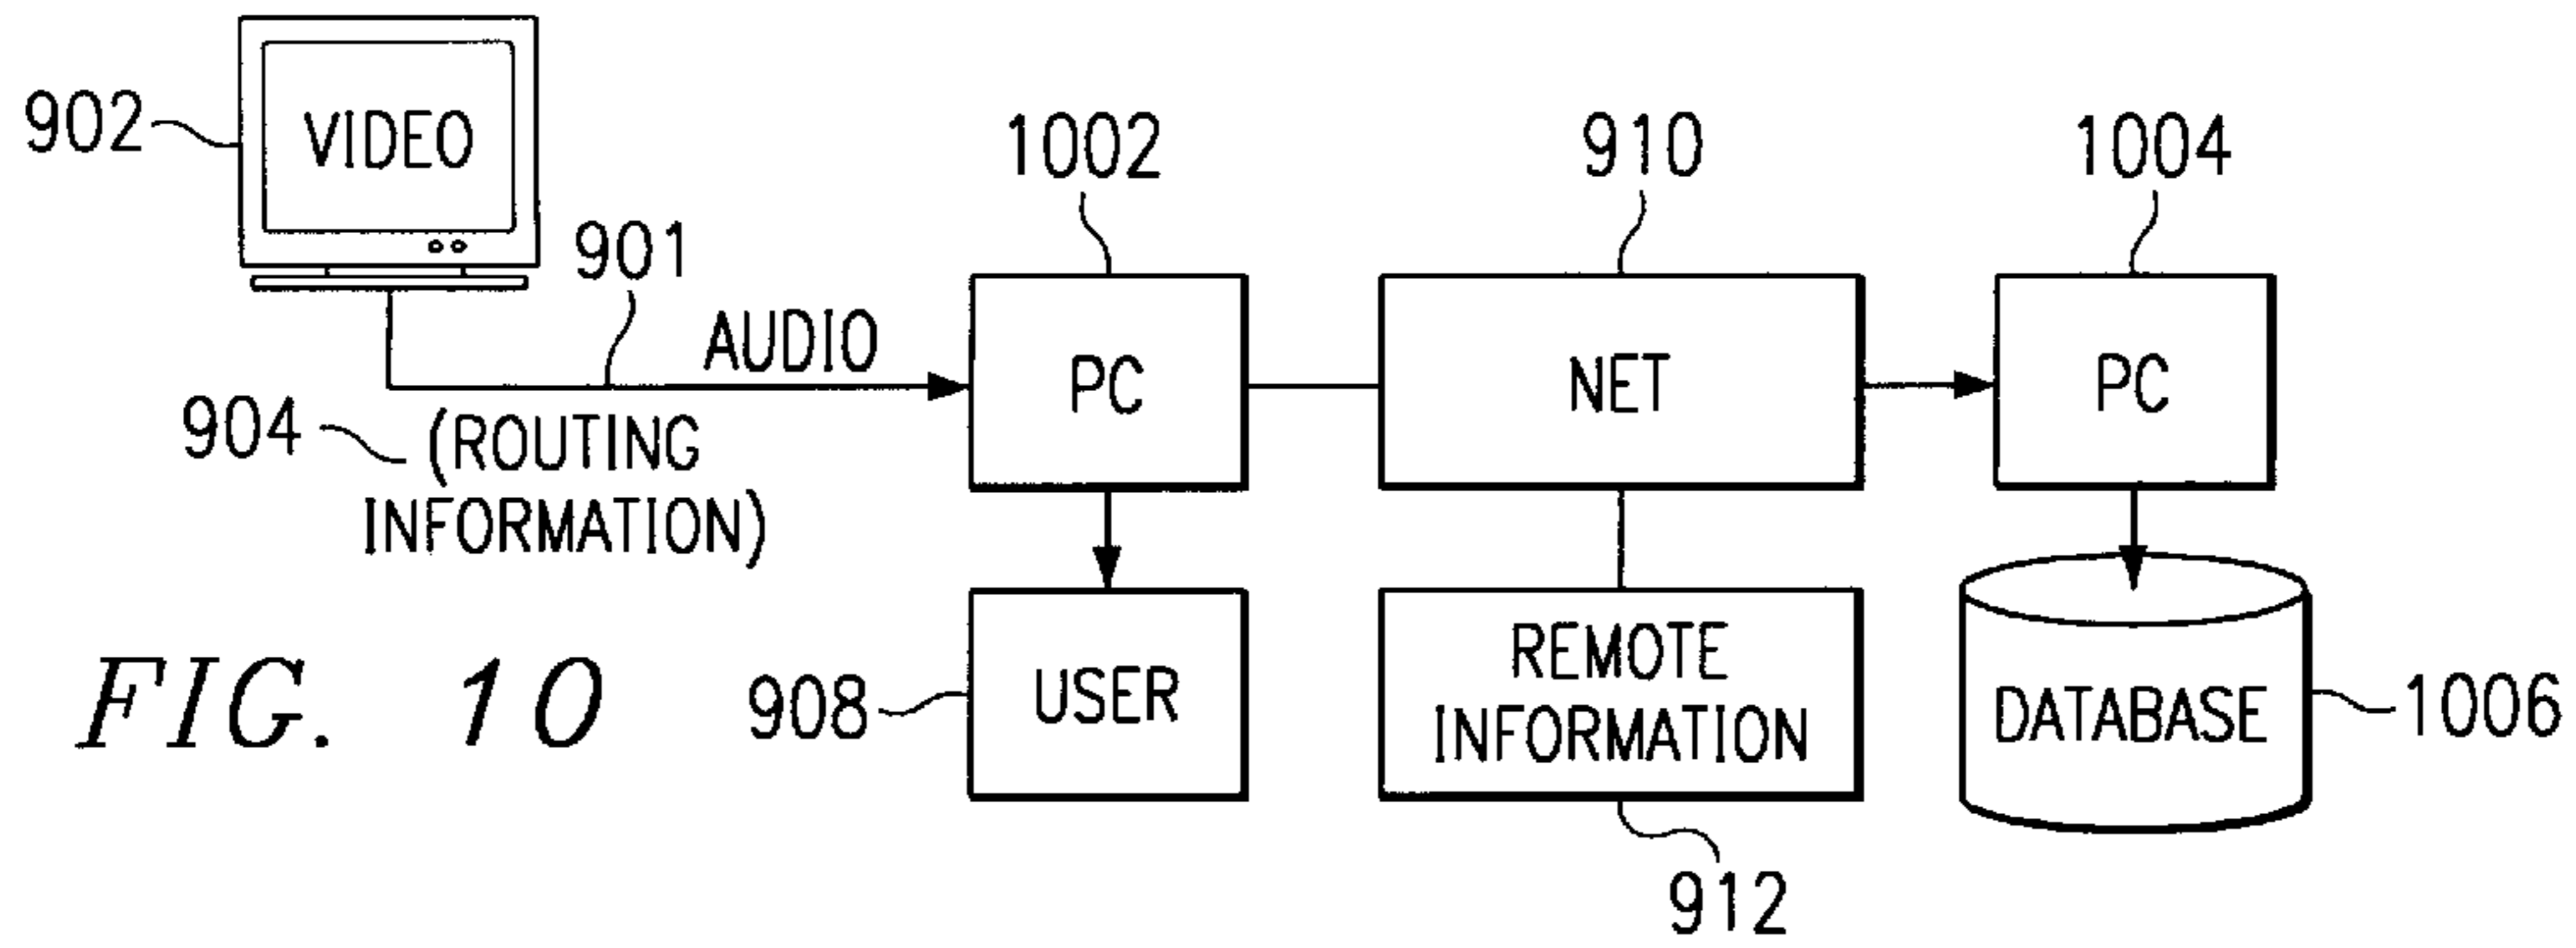 902
VIDEO
901
AUDIO
904
(ROUTING
INFORMATION)
1002
PC
910
NET
1004
PC
908
USER
REMOTE
INFORMATION
912
DATABASE
1006
FIG. 10